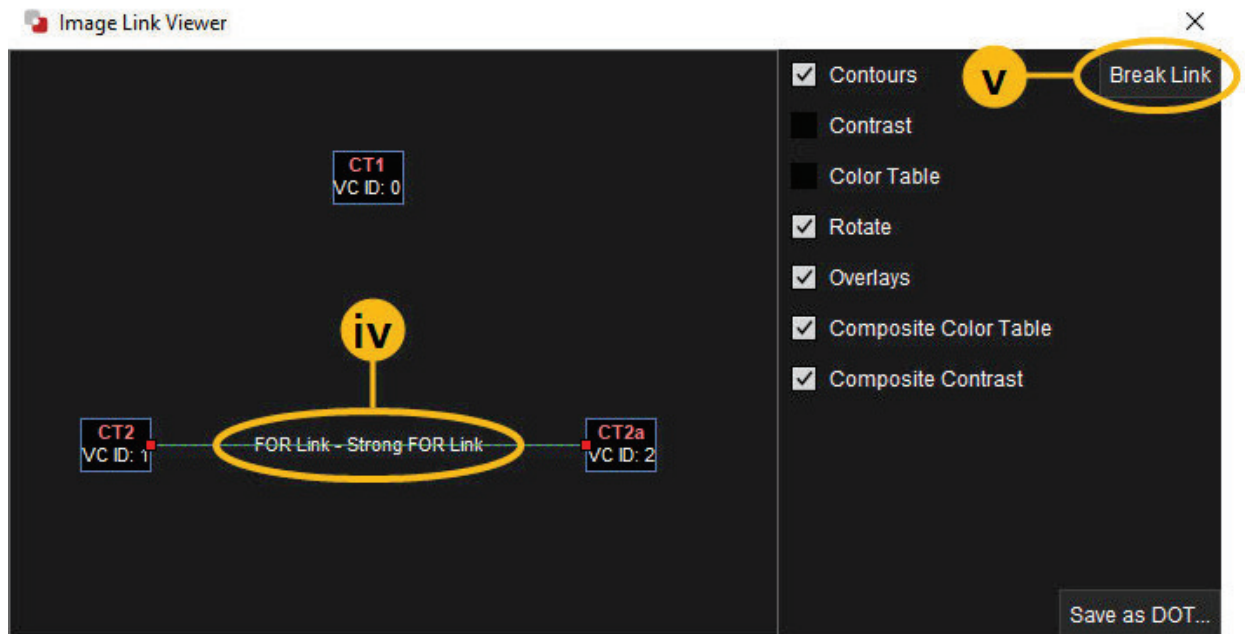 Image Link Viewer
CT1
VC ID: 0
iv
CT2
VC ID: 1
FOR Link - Strong FOR Link
CT2a
VC ID: 2
Contours
v
Break Link
Contrast
Color Table
Rotate
Overlays
Composite Color Table
Composite Contrast
Save as DOT...